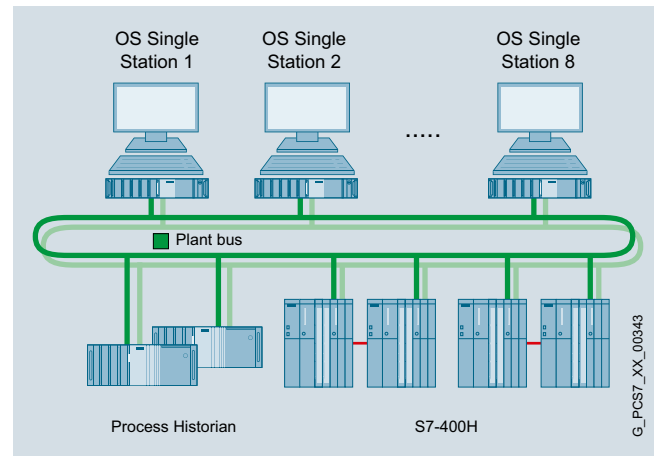 OS Single
Station 1
OS Single
Station 2
.....
OS Single
Station 8
Plant bus
Process Historian
S7-400H
G_PCS7_XX_00343